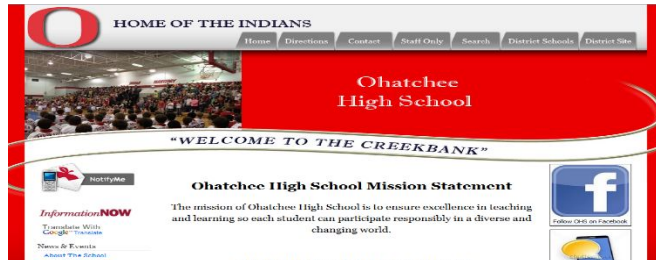 O
HOME OF THE INDIANS
Home
Directions
Contact
Staff Only
Search
District Schools
District Site
Ohatchee
High School
"WELCOME TO THE CREEKBANK"
NotifyMe
Ohatchee High School Mission Statement
The mission of Ohatchee High School is to ensure excellence in teaching
and learning so each student can participate responsibly in a diverse and
changing world.
f
Follow OHS on Facebook
InformationNOW
Translate With
Google™ Translate
News & Events
About The School